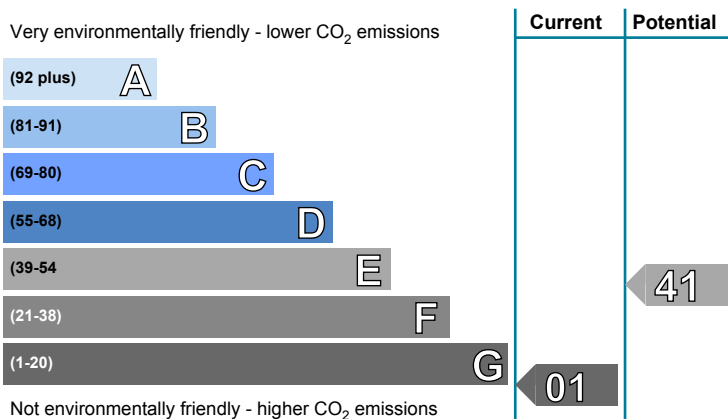 Current Potential
Very environmentally friendly - lower CO2 emissions
(92 plus) A
(81-91) B
(69-80) C
(55-68) D
(39-54 E
41
(21-38) F
(1-20) G
01
Not environmentally friendly - higher CO2 emissions